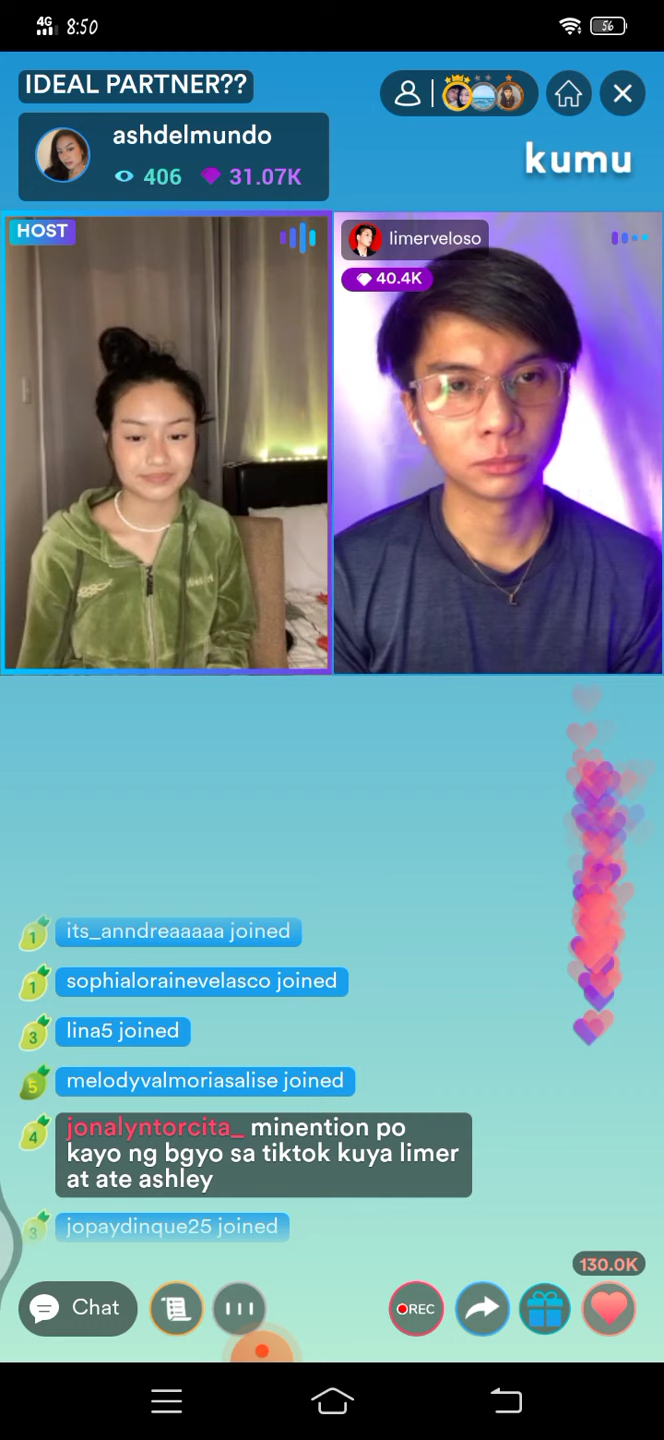 4G 8:50 56
IDEAL PARTNER??
ashdelmundo
406 31.07K
kumu
HOST
limerveloso
40.4K
1 its_anndreaaaaa joined
1 sophialorainevelasco joined
3 lina5 joined
5 melodyvalmoriasalise joined
4 jonalyntorcita_ minention po
kayo ng bgyo sa tiktok kuya limer
at ate ashley
3 jopaydinque25 joined
130.0K
Chat
REC